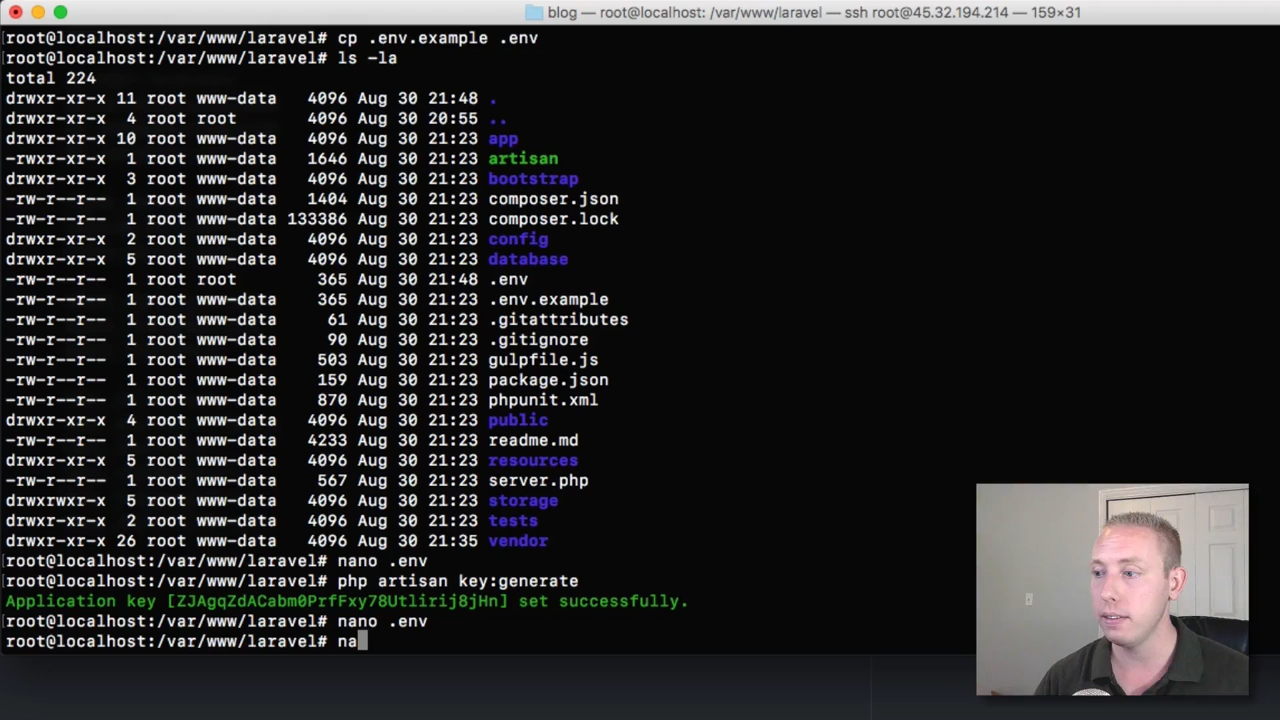 blog — root@localhost: /var/www/laravel — ssh root@45.32.194.214 — 159×31
[root@localhost:/var/www/laravel# cp .env.example .env
[root@localhost:/var/www/laravel# ls -la
total 224
drwxr-xr-x 11 root www-data   4096 Aug 30 21:48 .
drwxr-xr-x  4 root root       4096 Aug 30 20:55 ..
drwxr-xr-x 10 root www-data   4096 Aug 30 21:23 app
-rwxr-xr-x  1 root www-data   1646 Aug 30 21:23 artisan
drwxr-xr-x  3 root www-data   4096 Aug 30 21:23 bootstrap
-rw-r--r--  1 root www-data   1404 Aug 30 21:23 composer.json
-rw-r--r--  1 root www-data 133386 Aug 30 21:23 composer.lock
drwxr-xr-x  2 root www-data   4096 Aug 30 21:23 config
drwxr-xr-x  5 root www-data   4096 Aug 30 21:23 database
-rw-r--r--  1 root root        365 Aug 30 21:48 .env
-rw-r--r--  1 root www-data    365 Aug 30 21:23 .env.example
-rw-r--r--  1 root www-data     61 Aug 30 21:23 .gitattributes
-rw-r--r--  1 root www-data     90 Aug 30 21:23 .gitignore
-rw-r--r--  1 root www-data    503 Aug 30 21:23 gulpfile.js
-rw-r--r--  1 root www-data    159 Aug 30 21:23 package.json
-rw-r--r--  1 root www-data    870 Aug 30 21:23 phpunit.xml
drwxr-xr-x  4 root www-data   4096 Aug 30 21:23 public
-rw-r--r--  1 root www-data   4233 Aug 30 21:23 readme.md
drwxr-xr-x  5 root www-data   4096 Aug 30 21:23 resources
-rw-r--r--  1 root www-data    567 Aug 30 21:23 server.php
drwxrwxr-x  5 root www-data   4096 Aug 30 21:23 storage
drwxr-xr-x  2 root www-data   4096 Aug 30 21:23 tests
drwxr-xr-x 26 root www-data   4096 Aug 30 21:35 vendor
[root@localhost:/var/www/laravel# nano .env
[root@localhost:/var/www/laravel# php artisan key:generate
Application key [ZJAgqZdACabm0PrfFxy78Utlirij8jHn] set successfully.
[root@localhost:/var/www/laravel# nano .env
root@localhost:/var/www/laravel# na